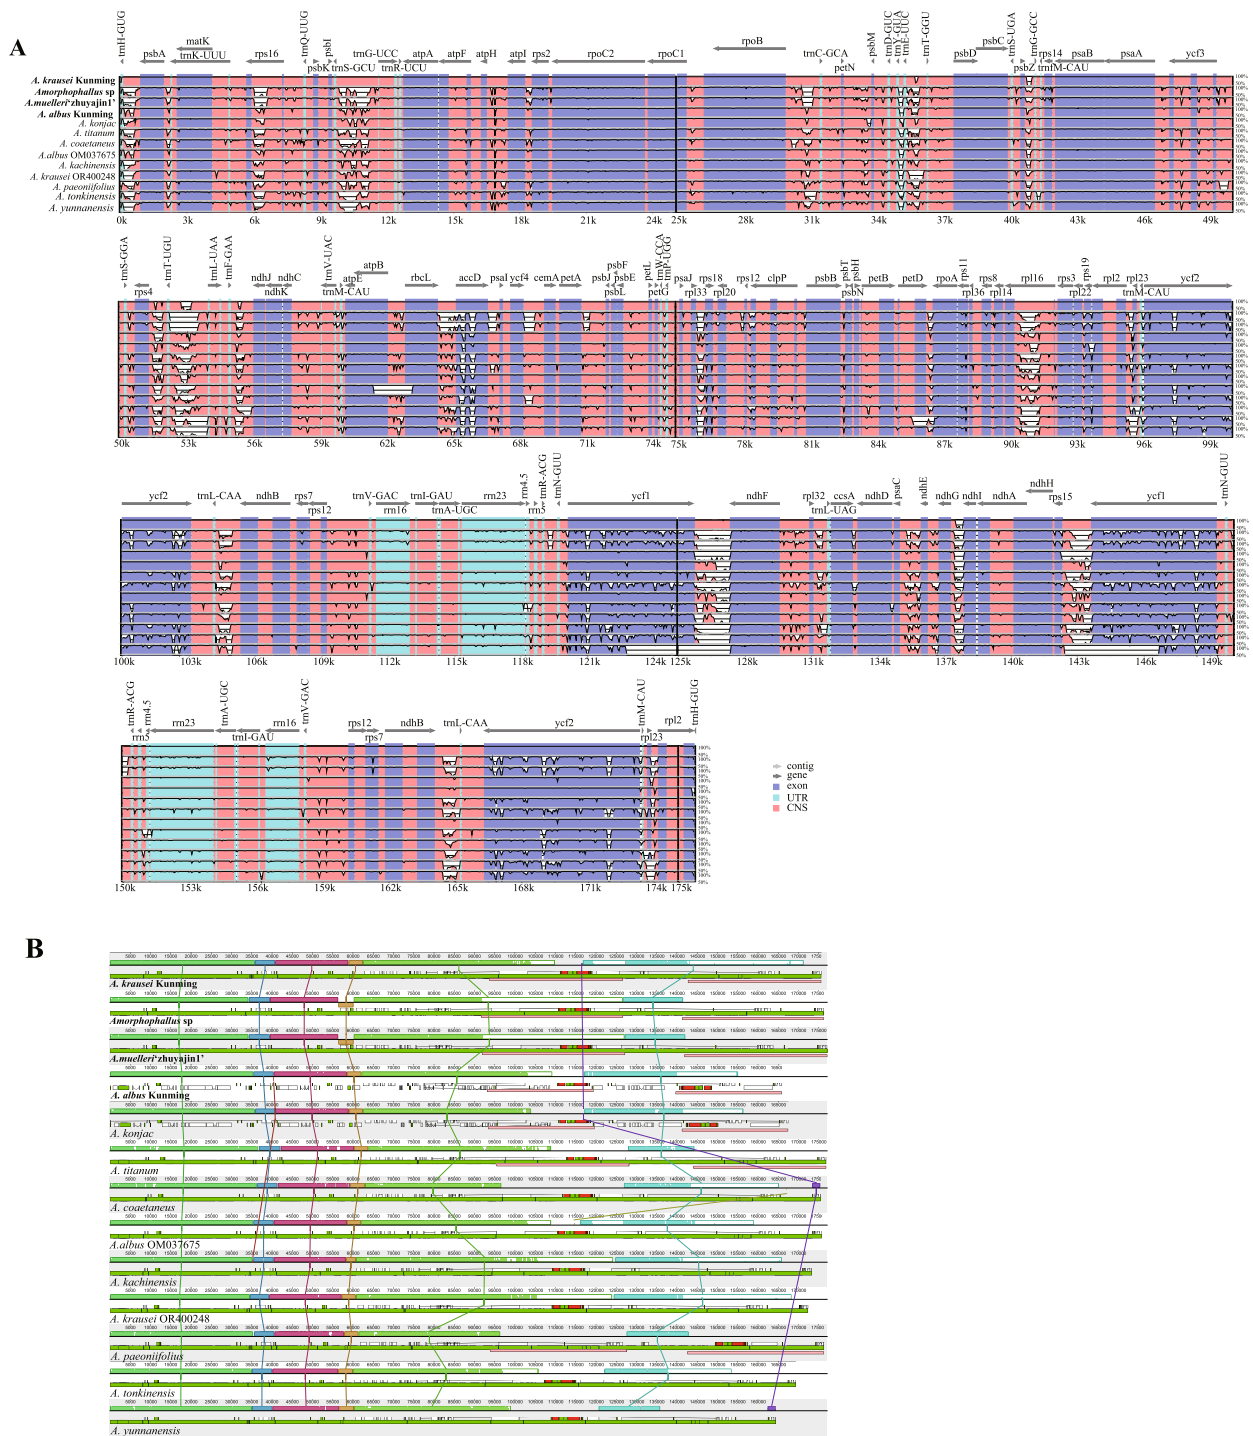 A
trnH-GUG psbA matK trnK-UUU rps16 trnQ-UUG psbK psbI trnS-GCU trnG-UCC trnR-UCU atpA atpF atpH atpI rps2 rpoC2 rpoC1 rpoB trnC-GCA petN psbM trnD-GUC trnY-GUA trnE-UUC trnT-GGU psbD psbC trnS-UGA psbZ trnG-GCC rps14 trnfM-CAU psaB psaA ycf3
A. krausei Kunming
Amorphophallus sp
A.muelleri‘zhuyajin1’
A. albus Kunming
A. konjac
A. titanum
A. coaetaneus
A.albus OM037675
A. kachinensis
A. krausei OR400248
A. paeoniifolius
A. tonkinensis
A. yunnanensis
0k 3k 6k 9k 12k 15k 18k 21k 24k 25k 28k 31k 34k 37k 40k 43k 46k 49k
trnS-GGA rps4 trnT-UGU trnL-UAA trnF-GAA ndhJ ndhK ndhC trnV-UAC trnM-CAU atpE atpB rbcL accD psaI ycf4 cemA petA psbJ psbL psbF psbE petL petG trnW-CCA trnP-UGG psaJ rpl33 rps18 rpl20 rps12 clpP psbB psbT psbN psbH petB petD rpoA rps11 rpl36 rps8 rpl14 rpl16 rps3 rpl22 rps19 rpl2 rpl23 trnM-CAU ycf2
50k 53k 56k 59k 62k 65k 68k 71k 74k 75k 78k 81k 84k 87k 90k 93k 96k 99k
ycf2 trnL-CAA ndhB rps7 rps12 trnV-GAC rrn16 trnI-GAU trnA-UGC rrn23 rrn4.5 rrn5 trnR-ACG trnN-GUU ycf1 ndhF rpl32 trnL-UAG ccsA ndhD psaC ndhE ndhG ndhI ndhA ndhH rps15 ycf1 trnN-GUU
100k 103k 106k 109k 112k 115k 118k 121k 124k 125k 128k 131k 134k 137k 140k 143k 146k 149k
trnR-ACG rrn5 rrn4.5 rrn23 trnA-UGC trnI-GAU rrn16 trnV-GAC rps12 rps7 ndhB trnL-CAA ycf2 trnM-CAU rpl23 rpl2 trnH-GUG
150k 153k 156k 159k 162k 165k 168k 171k 174k 175k
contig
gene
exon
UTR
CNS
B
A. krausei Kunming
Amorphophallus sp
A.muelleri‘zhuyajin1’
A. albus Kunming
A. konjac
A. titanum
A. coaetaneus
A.albus OM037675
A. kachinensis
A. krausei OR400248
A. paeoniifolius
A. tonkinensis
A. yunnanensis